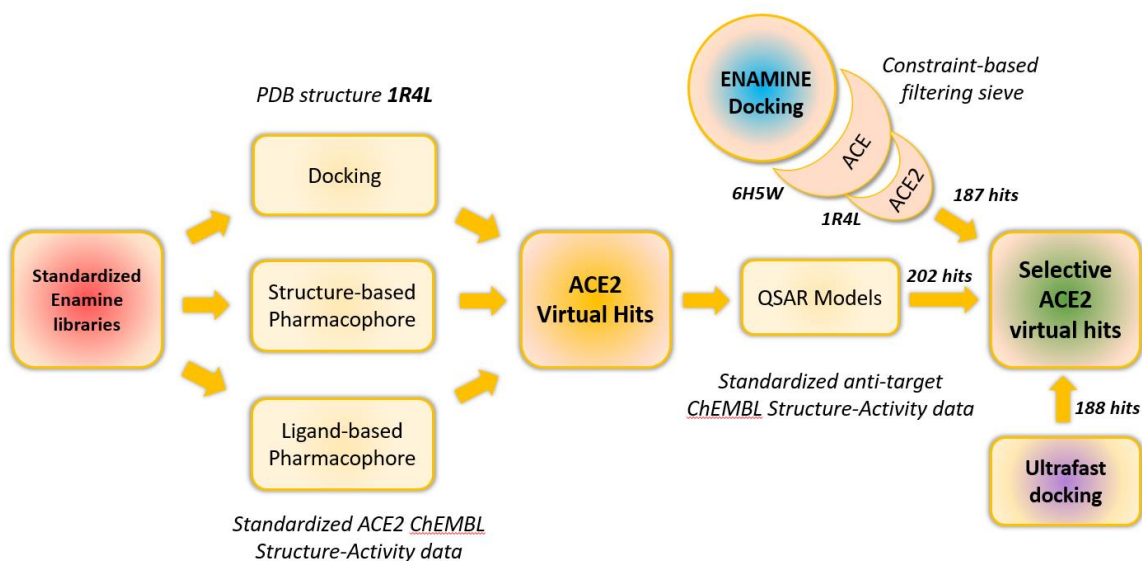 PDB structure 1R4L
Docking
Standardized
Enamine
libraries
Structure-based
Pharmacophore
Ligand-based
Pharmacophore
Standardized ACE2 ChEMBL
Structure-Activity data
ACE2
Virtual Hits
QSAR Models
202 hits
Standardized anti-target
ChEMBL Structure-Activity data
ENAMINE
Docking
Constraint-based
filtering sieve
ACE
6H5W
ACE2
1R4L
187 hits
Selective
ACE2
virtual hits
188 hits
Ultrafast
docking